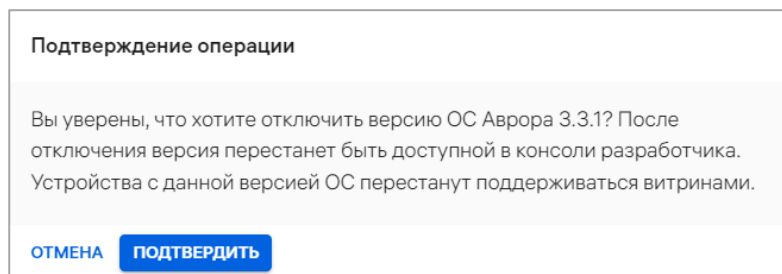 Подтверждение операции
Вы уверены, что хотите отключить версию ОС Аврора 3.3.1? После
отключения версия перестанет быть доступной в консоли разработчика.
Устройства с данной версией ОС перестанут поддерживаться витринами.
ОТМЕНА ПОДТВЕРДИТЬ